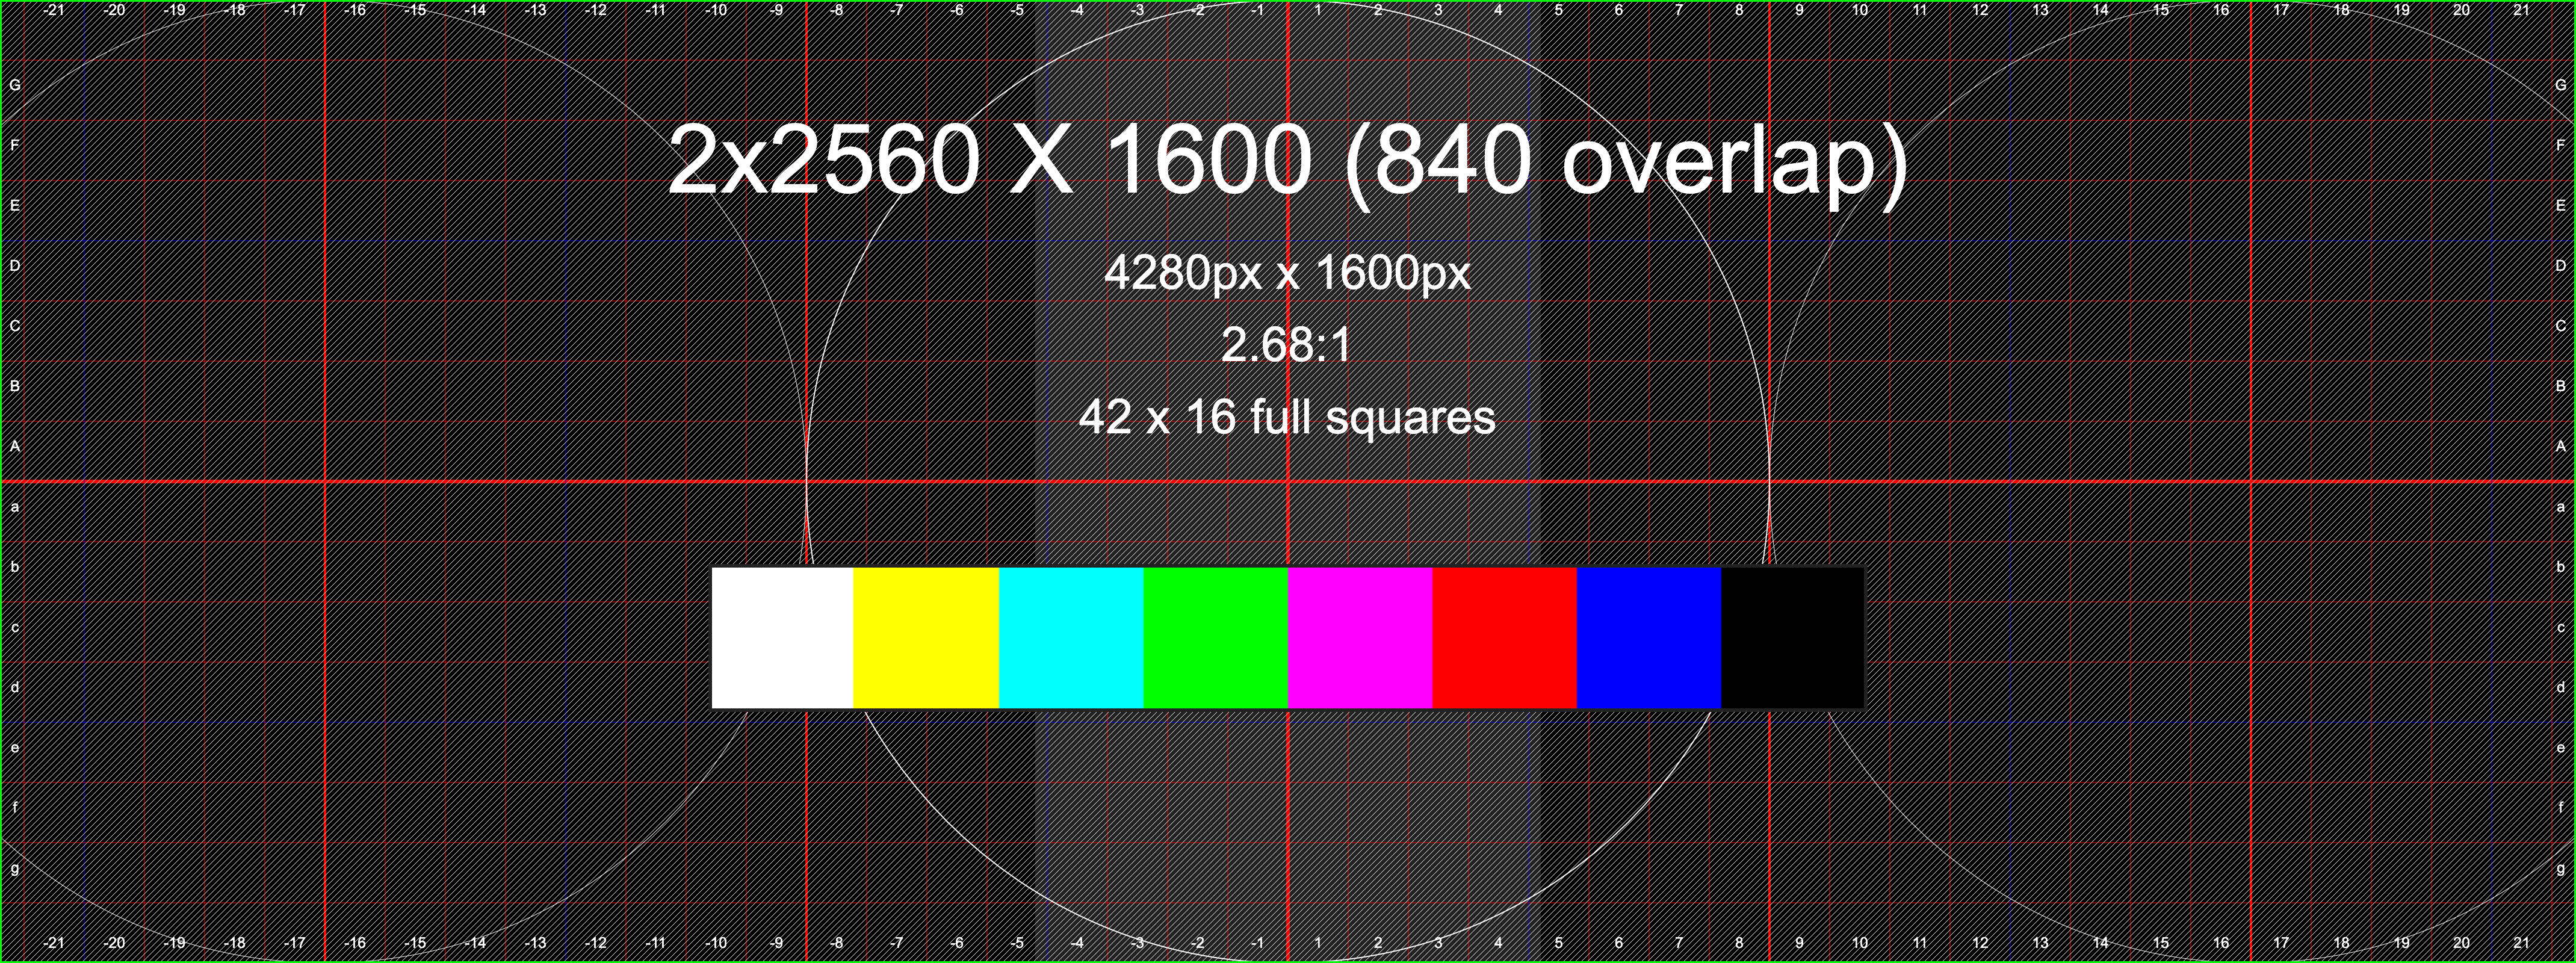 -21 -20 -19 -18 -17 -16 -15 -14 -13 -12 -11 -10 -9 -8 -7 -6 -5 -4 -3 -2 -1 1 2 3 4 5 6 7 8 9 10 11 12 13 14 15 16 17 18 19 20 21
G G
F F
2x2560 X 1600 (840 overlap)
E E
D D
4280px x 1600px
C C
2.68:1
B B
42 x 16 full squares
A A
a a
b b
c c
d d
e e
f f
g g
-21 -20 -19 -18 -17 -16 -15 -14 -13 -12 -11 -10 -9 -8 -7 -6 -5 -4 -3 -2 -1 1 2 3 4 5 6 7 8 9 10 11 12 13 14 15 16 17 18 19 20 21